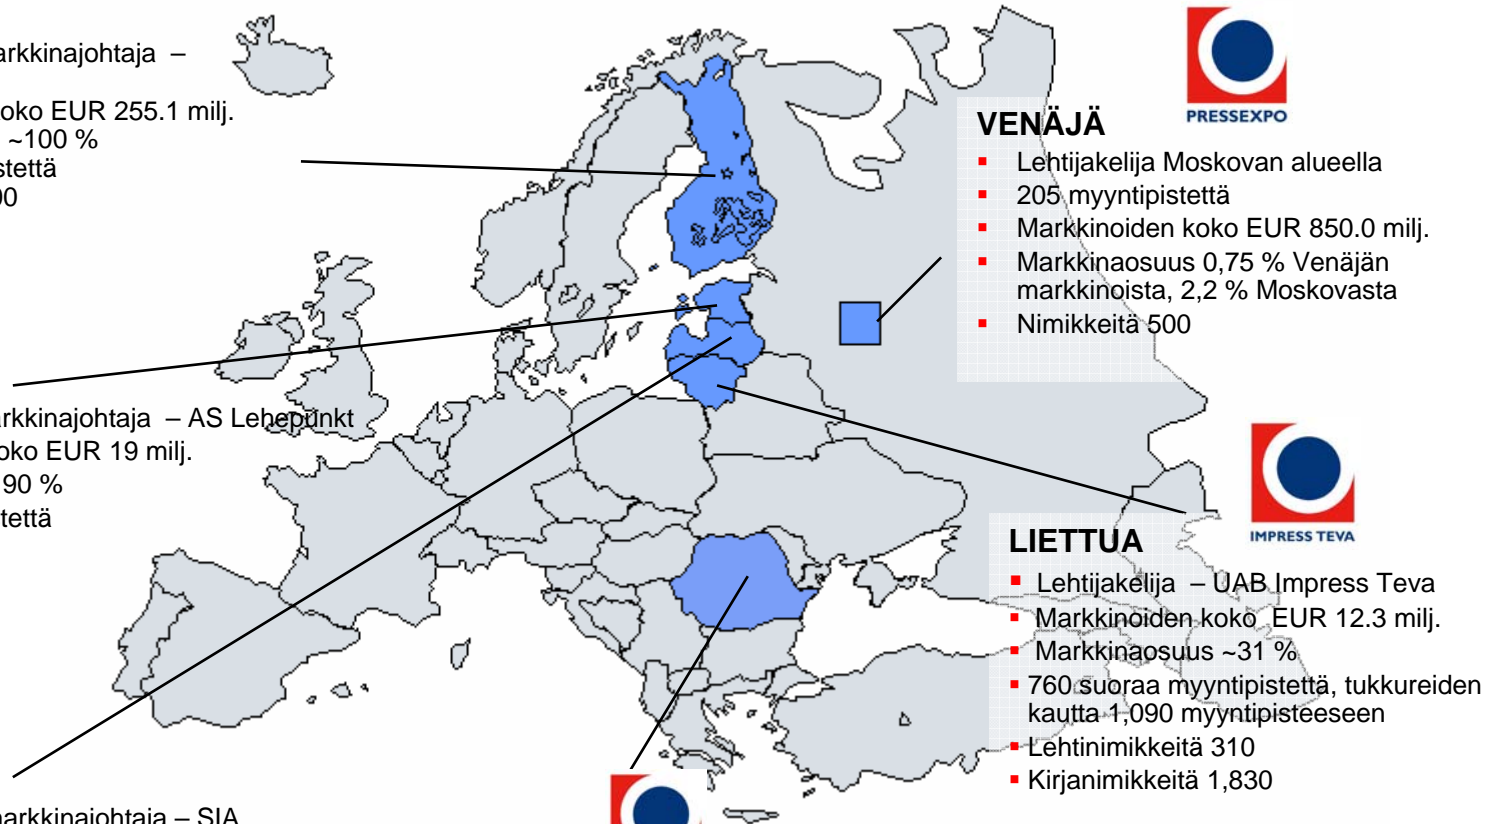 arkkinajohtaja –
oko EUR 255.1 milj.
~100 %
stettä
00
arkkinajohtaja – AS Lehepunkt
oko EUR 19 milj.
90 %
tettä
arkkinajohtaja – SIA
PRESSEXPO
VENÄJÄ
Lehtijakelija Moskovan alueella
205 myyntipistettä
Markkinoiden koko EUR 850.0 milj.
Markkinaosuus 0,75 % Venäjän
markkinoista, 2,2 % Moskovasta
Nimikkeitä 500
IMPRESS TEVA
LIETTUA
Lehtijakelija – UAB Impress Teva
Markkinoiden koko EUR 12.3 milj.
Markkinaosuus ~31 %
760 suoraa myyntipistettä, tukkureiden
kautta 1,090 myyntipisteeseen
Lehtinimikkeitä 310
Kirjanimikkeitä 1,830